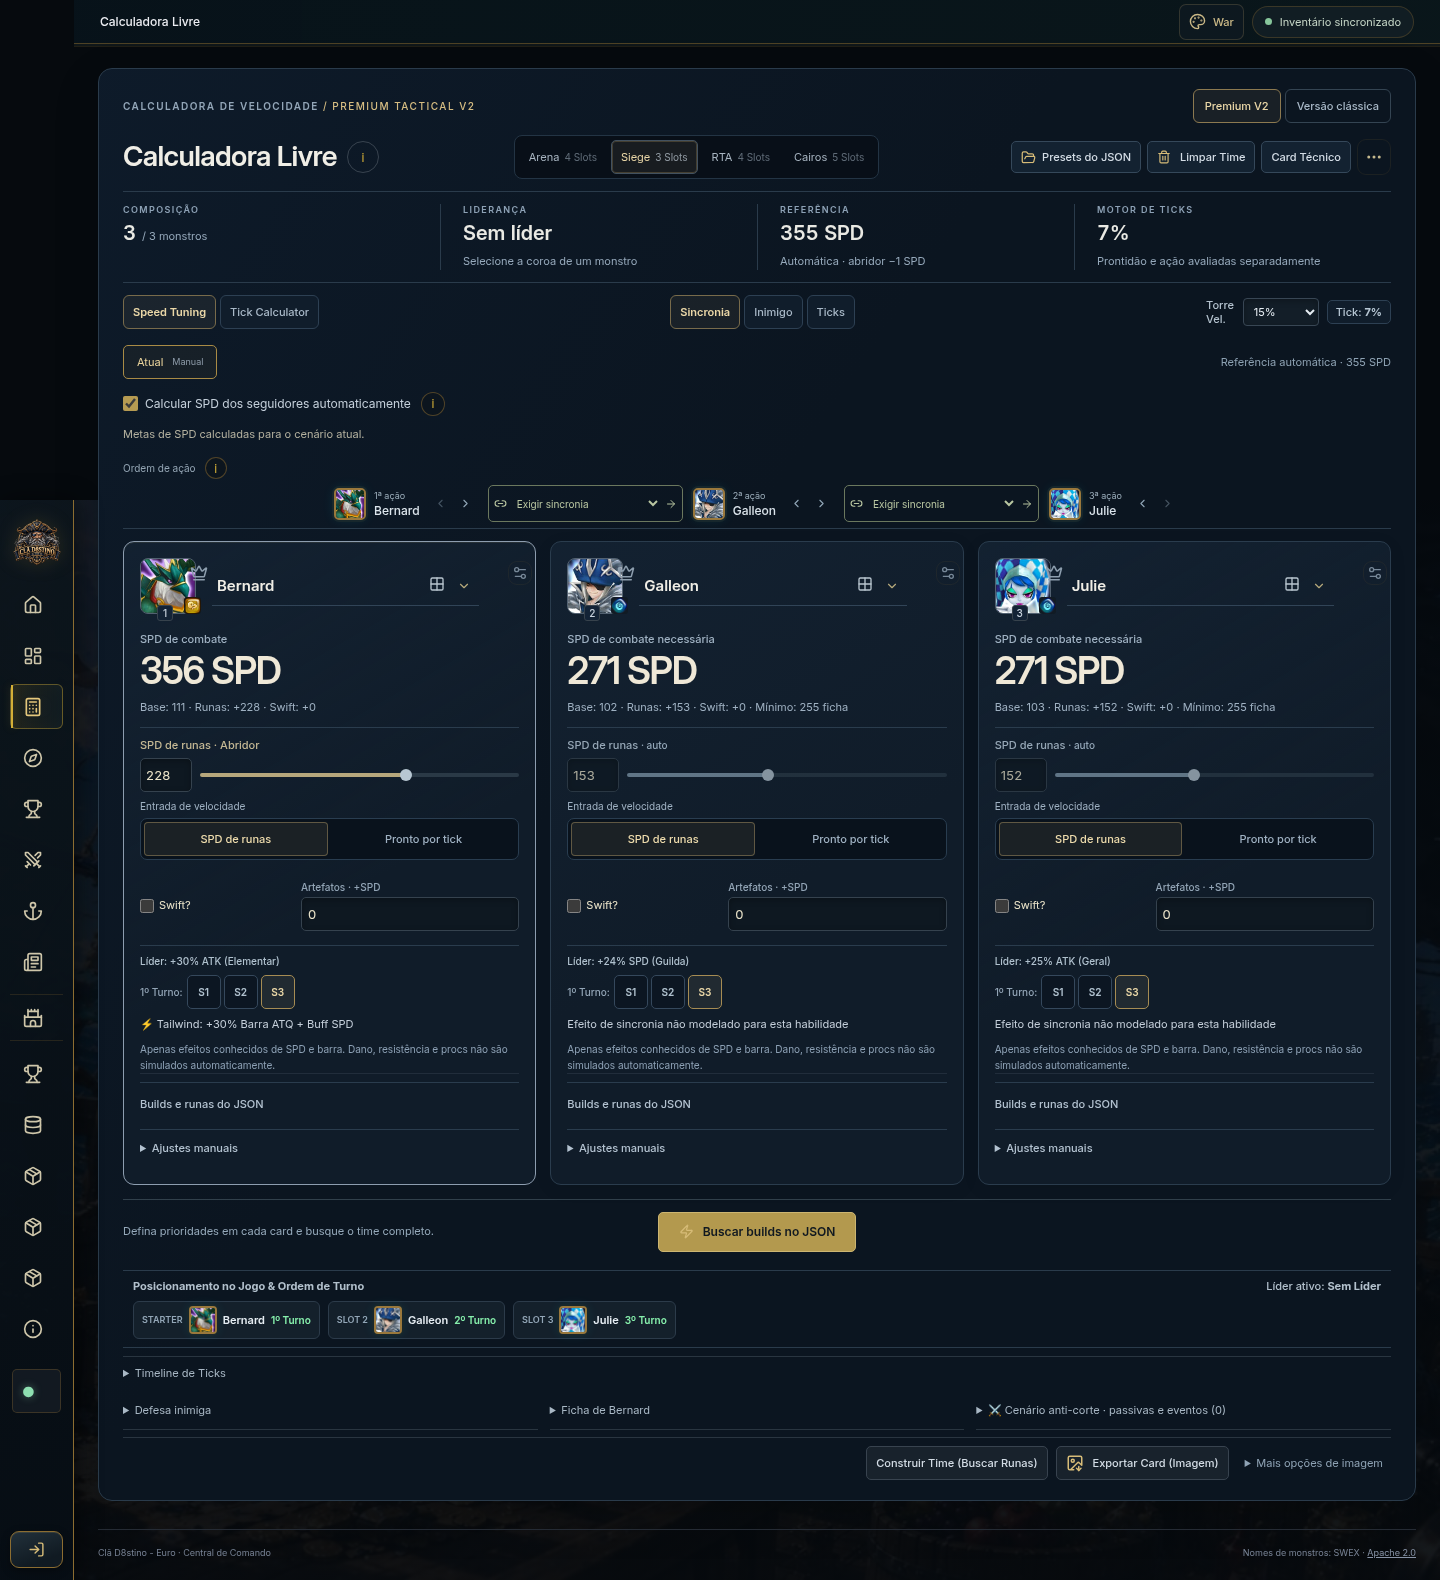 Calculadora Livre
War
Inventário sincronizado
CALCULADORA DE VELOCIDADE / PREMIUM TACTICAL V2
Premium V2
Versão clássica
Calculadora Livre
i
Arena 4 Slots
Siege 3 Slots
RTA 4 Slots
Cairos 5 Slots
Presets do JSON
Limpar Time
Card Técnico
COMPOSIÇÃO
3 / 3 monstros
LIDERANÇA
Sem líder
Selecione a coroa de um monstro
REFERÊNCIA
355 SPD
Automática · abridor −1 SPD
MOTOR DE TICKS
7%
Prontidão e ação avaliadas separadamente
Speed Tuning
Tick Calculator
Sincronia
Inimigo
Ticks
Torre
Vel.
15%
Tick: 7%
Atual Manual
Referência automática · 355 SPD
Calcular SPD dos seguidores automaticamente
i
Metas de SPD calculadas para o cenário atual.
Ordem de ação
i
1ª ação
Bernard
Exigir sincronia
2ª ação
Galleon
Exigir sincronia
3ª ação
Julie
Bernard
1
SPD de combate
356 SPD
Base: 111 · Runas: +228 · Swift: +0
SPD de runas · Abridor
228
Entrada de velocidade
SPD de runas
Pronto por tick
Swift?
Artefatos · +SPD
0
Líder: +30% ATK (Elementar)
1º Turno:
S1
S2
S3
⚡ Tailwind: +30% Barra ATQ + Buff SPD
Apenas efeitos conhecidos de SPD e barra. Dano, resistência e procs não são
simulados automaticamente.
Builds e runas do JSON
Ajustes manuais
Galleon
2
SPD de combate necessária
271 SPD
Base: 102 · Runas: +153 · Swift: +0 · Mínimo: 255 ficha
SPD de runas · auto
153
Entrada de velocidade
SPD de runas
Pronto por tick
Swift?
Artefatos · +SPD
0
Líder: +24% SPD (Guilda)
1º Turno:
S1
S2
S3
Efeito de sincronia não modelado para esta habilidade
Apenas efeitos conhecidos de SPD e barra. Dano, resistência e procs não são
simulados automaticamente.
Builds e runas do JSON
Ajustes manuais
Julie
3
SPD de combate necessária
271 SPD
Base: 103 · Runas: +152 · Swift: +0 · Mínimo: 255 ficha
SPD de runas · auto
152
Entrada de velocidade
SPD de runas
Pronto por tick
Swift?
Artefatos · +SPD
0
Líder: +25% ATK (Geral)
1º Turno:
S1
S2
S3
Efeito de sincronia não modelado para esta habilidade
Apenas efeitos conhecidos de SPD e barra. Dano, resistência e procs não são
simulados automaticamente.
Builds e runas do JSON
Ajustes manuais
Defina prioridades em cada card e busque o time completo.
Buscar builds no JSON
Posicionamento no Jogo & Ordem de Turno
Líder ativo: Sem Líder
STARTER Bernard 1º Turno
SLOT 2 Galleon 2º Turno
SLOT 3 Julie 3º Turno
Timeline de Ticks
Defesa inimiga
Ficha de Bernard
⚔️ Cenário anti-corte · passivas e eventos (0)
Construir Time (Buscar Runas)
Exportar Card (Imagem)
Mais opções de imagem
Clã D8stino - Euro · Central de Comando
Nomes de monstros: SWEX · Apache 2.0